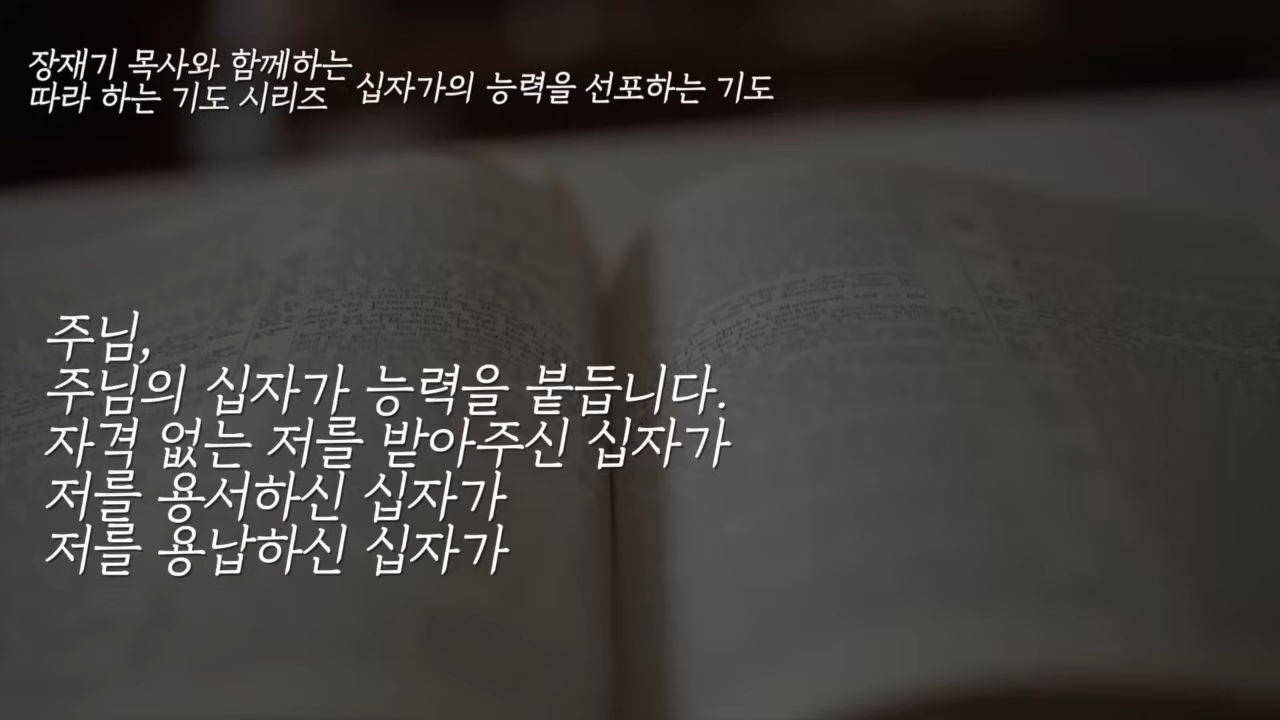 장재기 목사와 함께하는
따라 하는 기도 시리즈
십자가의 능력을 선포하는 기도
주님,
주님의 십자가 능력을 붙듭니다.
자격 없는 저를 받아주신 십자가
저를 용서하신 십자가
저를 용납하신 십자가